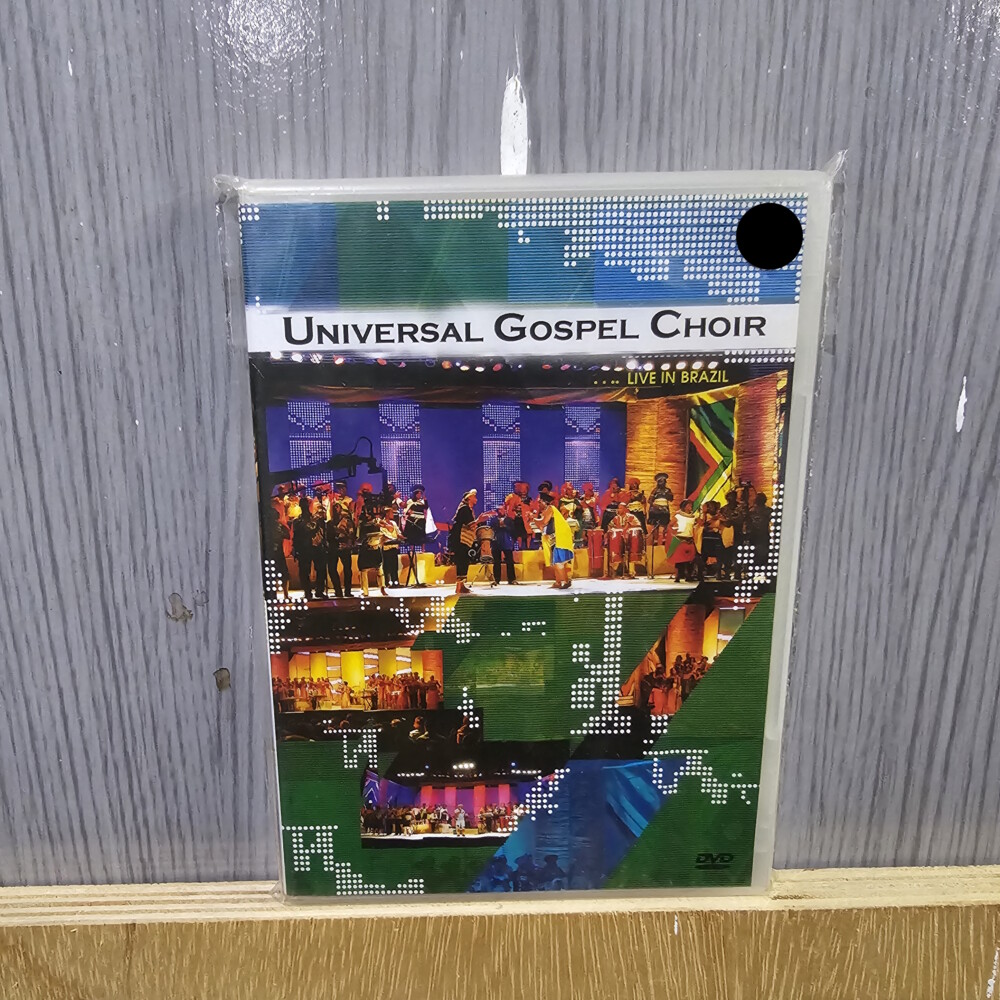 UNIVERSAL GOSPEL CHOIR
.... LIVE IN BRAZIL
DVD